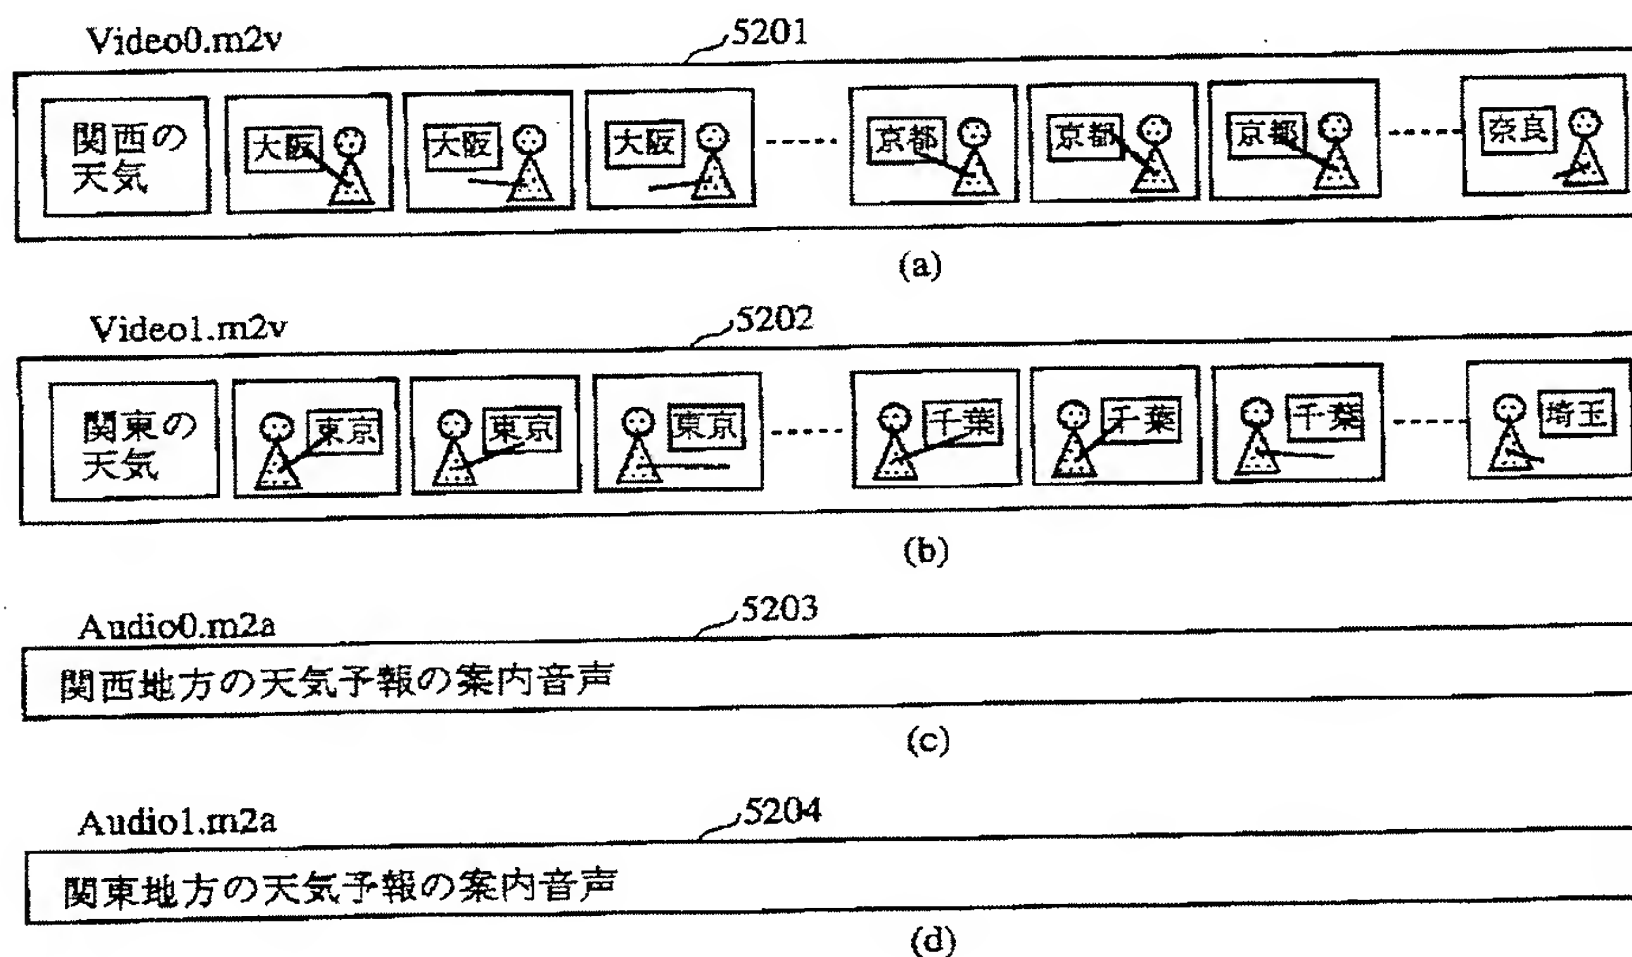 Video0.m2v
5201
関西の
天気
大阪
大阪
大阪
京都
京都
京都
奈良
(a)
Video1.m2v
5202
関東の
天気
東京
東京
東京
千葉
千葉
千葉
埼玉
(b)
Audio0.m2a
5203
関西地方の天気予報の案内音声
(c)
Audio1.m2a
5204
関東地方の天気予報の案内音声
(d)